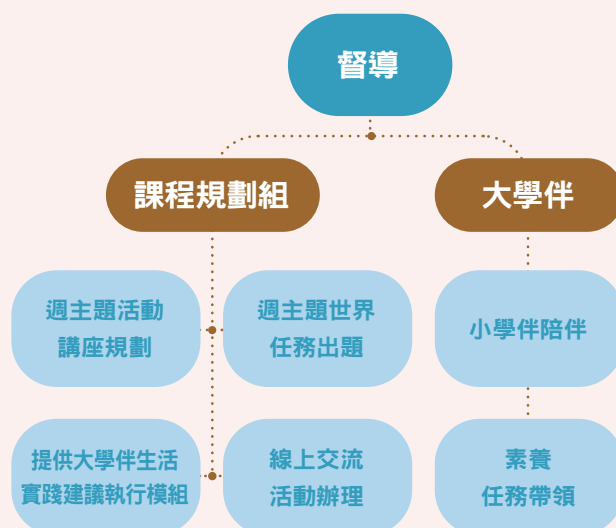 督導
課程規劃組
大學伴
週主題活動
講座規劃
週主題世界
任務出題
小學伴陪伴
提供大學伴生活
實踐建議執行模組
線上交流
活動辦理
素養
任務帶領